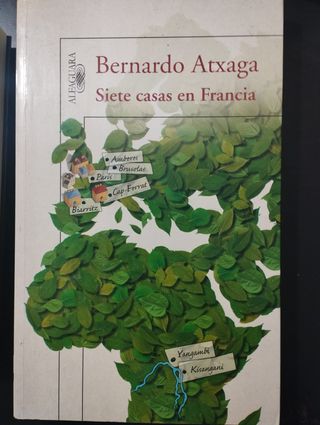 ALFAGUARA
Bernardo Atxaga
Siete casas en Francia
Amberes
Bruselas
París
Cap Ferrat
Biarritz
Yangambi
Kisangani